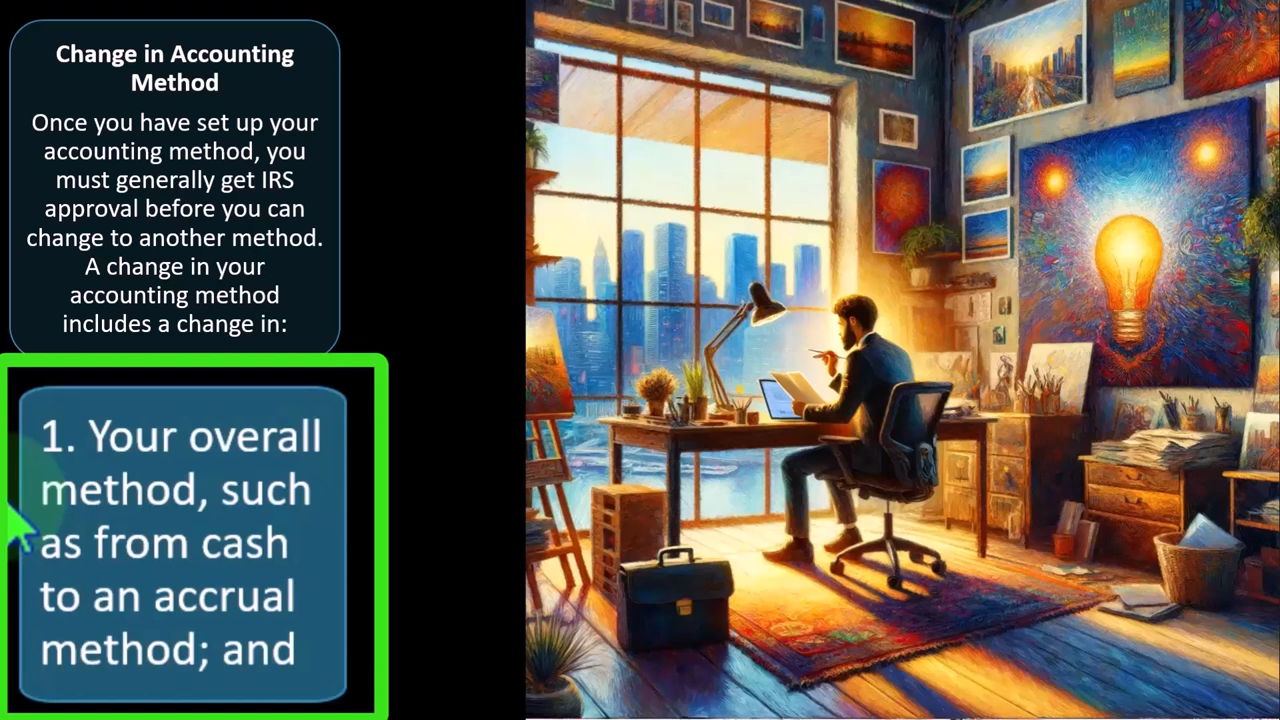 Change in Accounting
Method
Once you have set up your
accounting method, you
must generally get IRS
approval before you can
change to another method.
A change in your
accounting method
includes a change in:
1. Your overall
method, such
as from cash
to an accrual
method; and